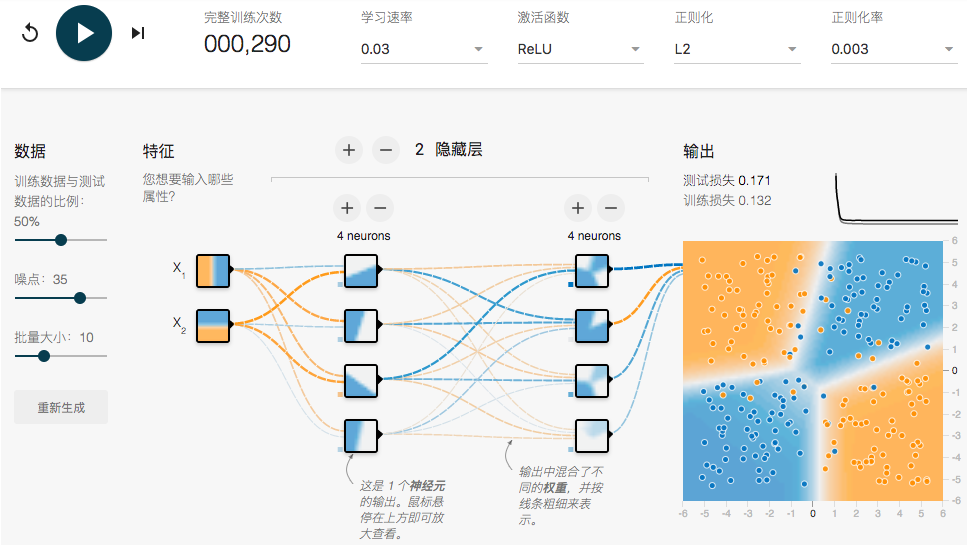 完整训练次数
000,290
学习速率
0.03
激活函数
ReLU
正则化
L2
正则化率
0.003
数据
训练数据与测试
数据的比例：
50%
噪点：35
批量大小：10
重新生成
特征
您想要输入哪些
属性？
X1
X2
2 隐藏层
4 neurons
4 neurons
这是 1 个神经元
的输出。鼠标悬
停在上方即可放
大查看。
输出中混合了不
同的权重，并按
线条粗细来表
示。
输出
测试损失 0.171
训练损失 0.132
6
5
4
3
2
1
0
-1
-2
-3
-4
-5
-6
-6 -5 -4 -3 -2 -1 0 1 2 3 4 5 6